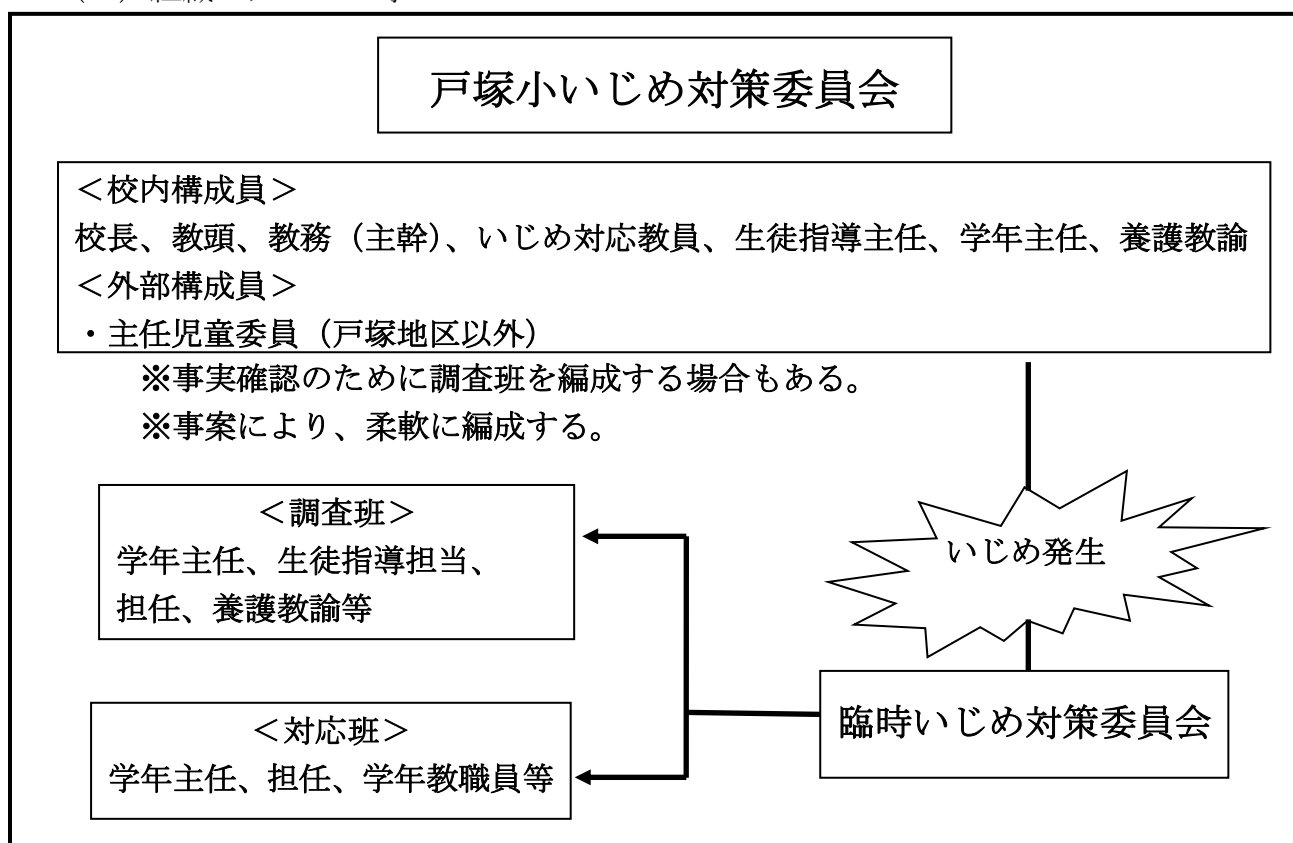 戸塚小いじめ対策委員会
＜校内構成員＞
校長、教頭、教務（主幹）、いじめ対応教員、生徒指導主任、学年主任、養護教諭
＜外部構成員＞
・主任児童委員（戸塚地区以外）
※事実確認のために調査班を編成する場合もある。
※事案により、柔軟に編成する。
＜調査班＞
学年主任、生徒指導担当、
担任、養護教諭等
いじめ発生
臨時いじめ対策委員会
＜対応班＞
学年主任、担任、学年教職員等